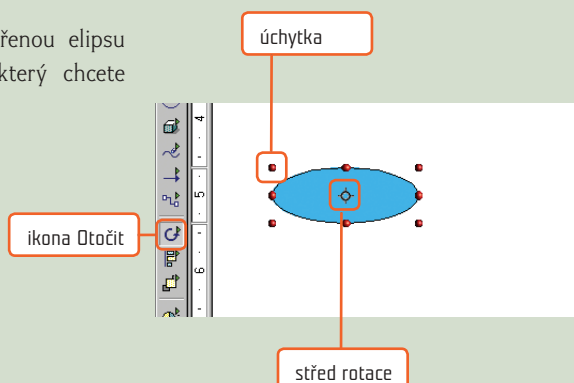 řenou elipsu
který chcete
úchytka
4
5
6
ikona Otočit
střed rotace